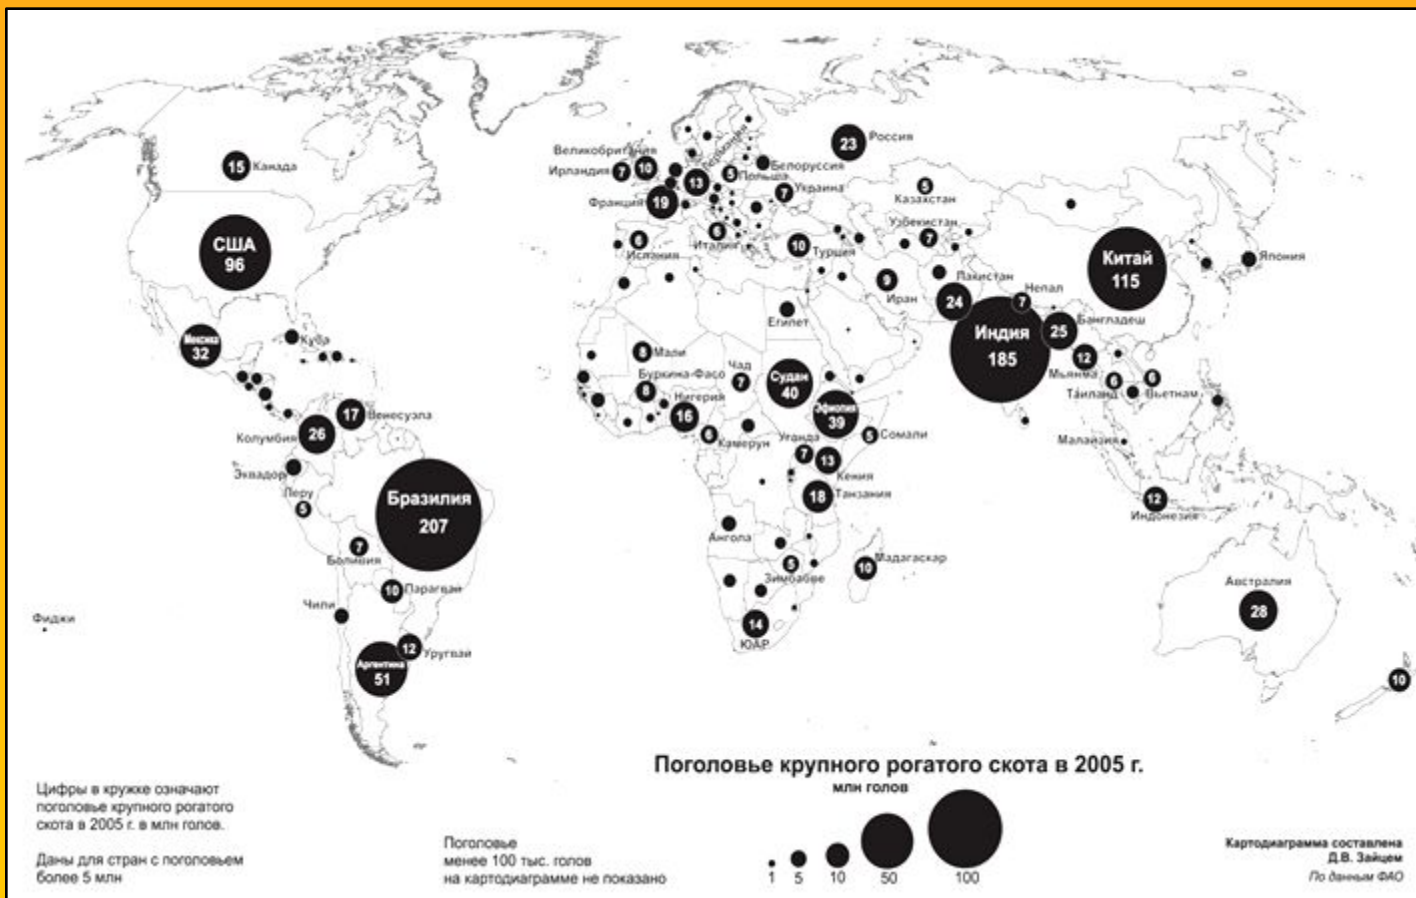 15 Канада
США
96
Мексика
32
Куба
17 Венесуэла
Колумбия 26
Эквадор
Перу
5
Бразилия
207
7
Боливия
10 Парагвай
Чили
12 Уругвай
Аргентина
51
Фиджи
Великобритания
Ирландия 7 10
Германия
13
Франция 19
5
Польша
Белоруссия
7 Украина
23 Россия
6
Испания
6
Италия
10
Турция
5
Казахстан
Узбекистан
7
9
Иран
Пакистан
24
Непал
7
Индия
185
25 Бангладеш
Китай
115
Япония
12
Мьянма
6
Таиланд
6
Вьетнам
Малайзия
12
Индонезия
Египет
8 Мали
Буркина-Фасо
8
Чад
7
Нигерия
16
6
Камерун
Судан
40
Эфиопия
39
5 Сомали
Уганда
7
13
Кения
18 Танзания
Ангола
5
Зимбабве
Мадагаскар
10
14
ЮАР
Австралия
28
10
Поголовье крупного рогатого скота в 2005 г.
млн голов
1 5 10 50 100
Цифры в кружке означают
поголовье крупного рогатого
скота в 2005 г. в млн голов.
Даны для стран с поголовьем
более 5 млн
Поголовье
менее 100 тыс. голов
на картодиаграмме не показано
Картодиаграмма составлена
Д.В. Зайцем
По данным ФАО